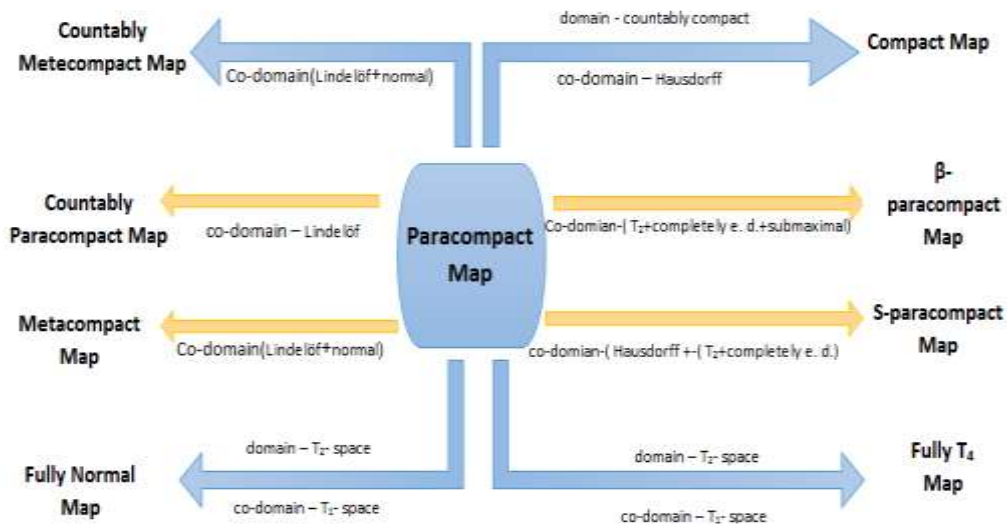 Countably
Metecompact Map
Co-domain(Lindelöf+normal)
domain - countably compact
co-domain – Hausdorff
Compact Map
Countably
Paracompact Map
co-domain – Lindelöf
Paracompact
Map
Co-domian-( T₂+completely e. d.+submaximal)
β-
paracompact
Map
Metacompact
Map
Co-domain(Lindelöf+normal)
co-domian-( Hausdorff +-( T₂+completely e. d.)
S-paracompact
Map
Fully Normal
Map
domain – T₂- space
co-domain – T₁- space
domain – T₂- space
co-domain – T₁- space
Fully T₄
Map